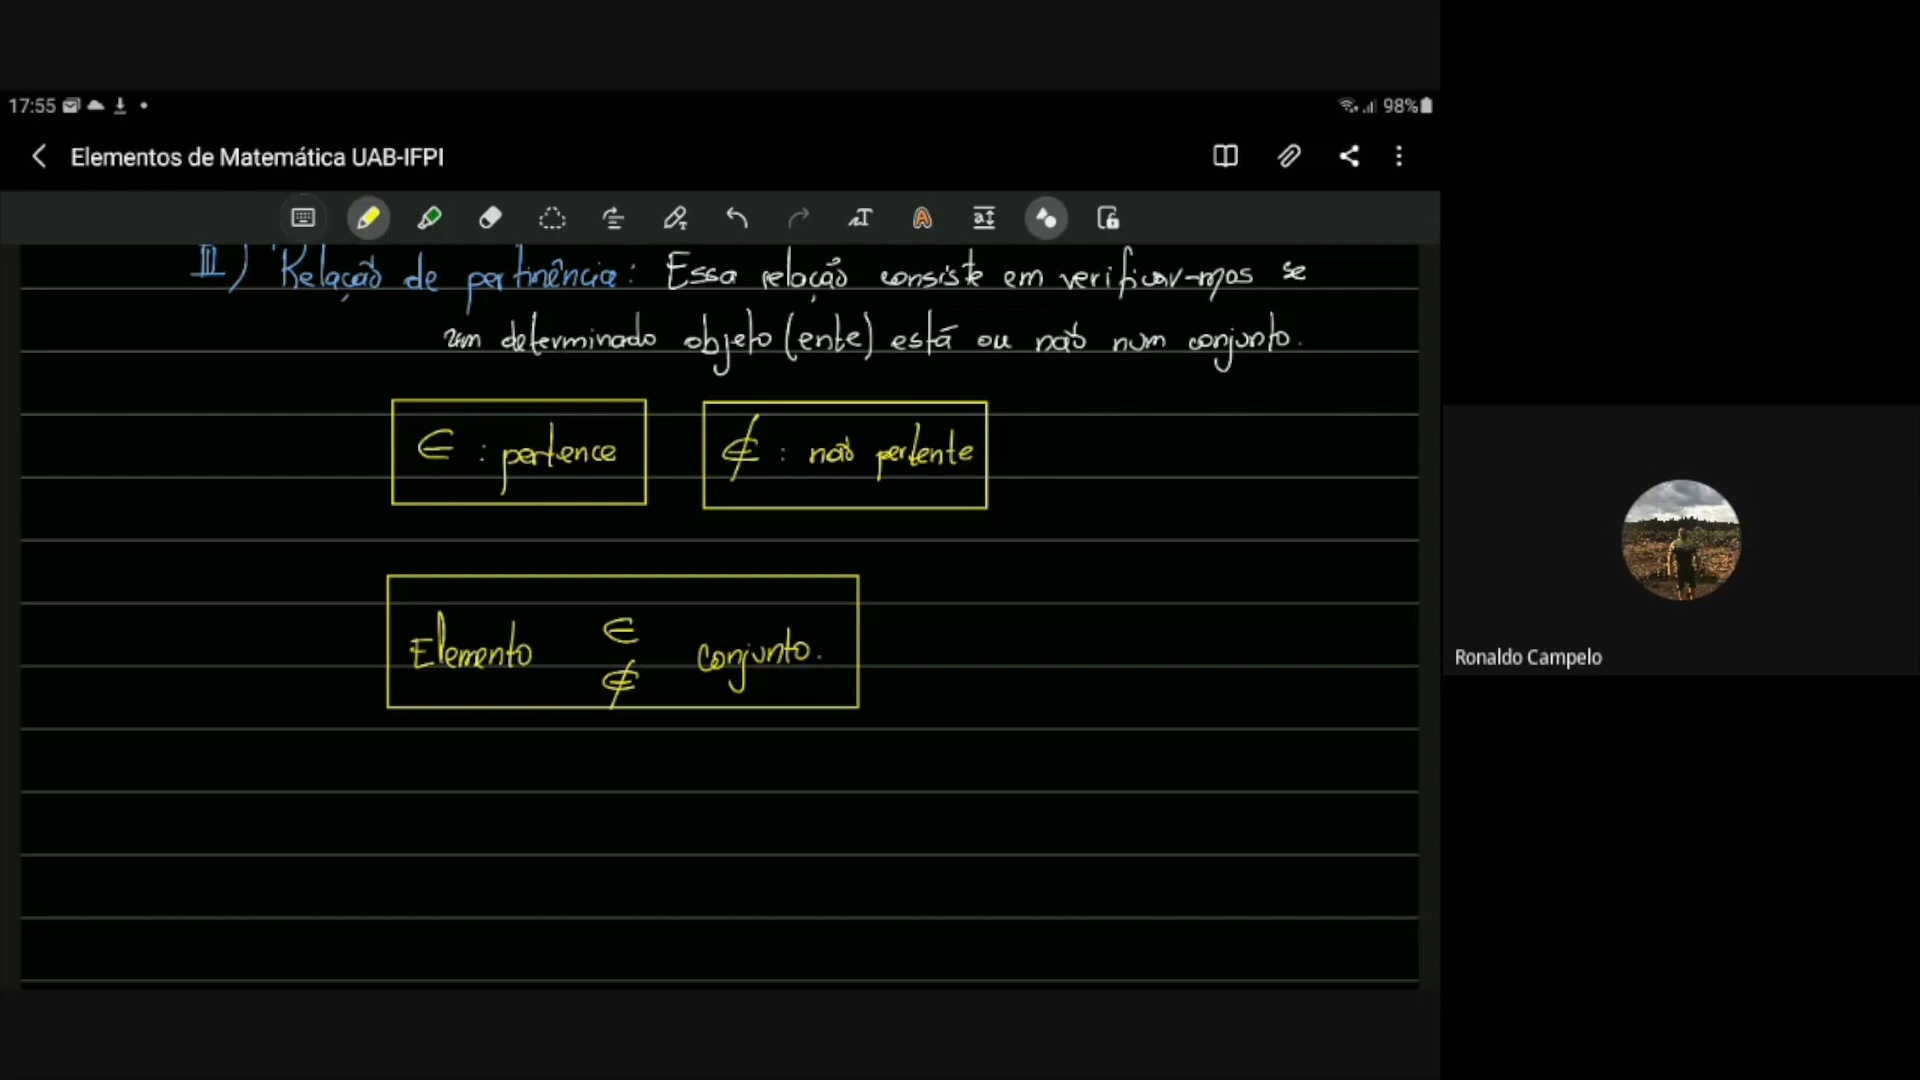 17:55
98%
Elementos de Matemática UAB-IFPI
III) Relação de pertinência: Essa relação consiste em verificar-mos se
um determinado objeto (ente) está ou não num conjunto.
∈ : pertence ∉ : não pertente
Elemento ∈ ∉ conjunto.
Ronaldo Campelo